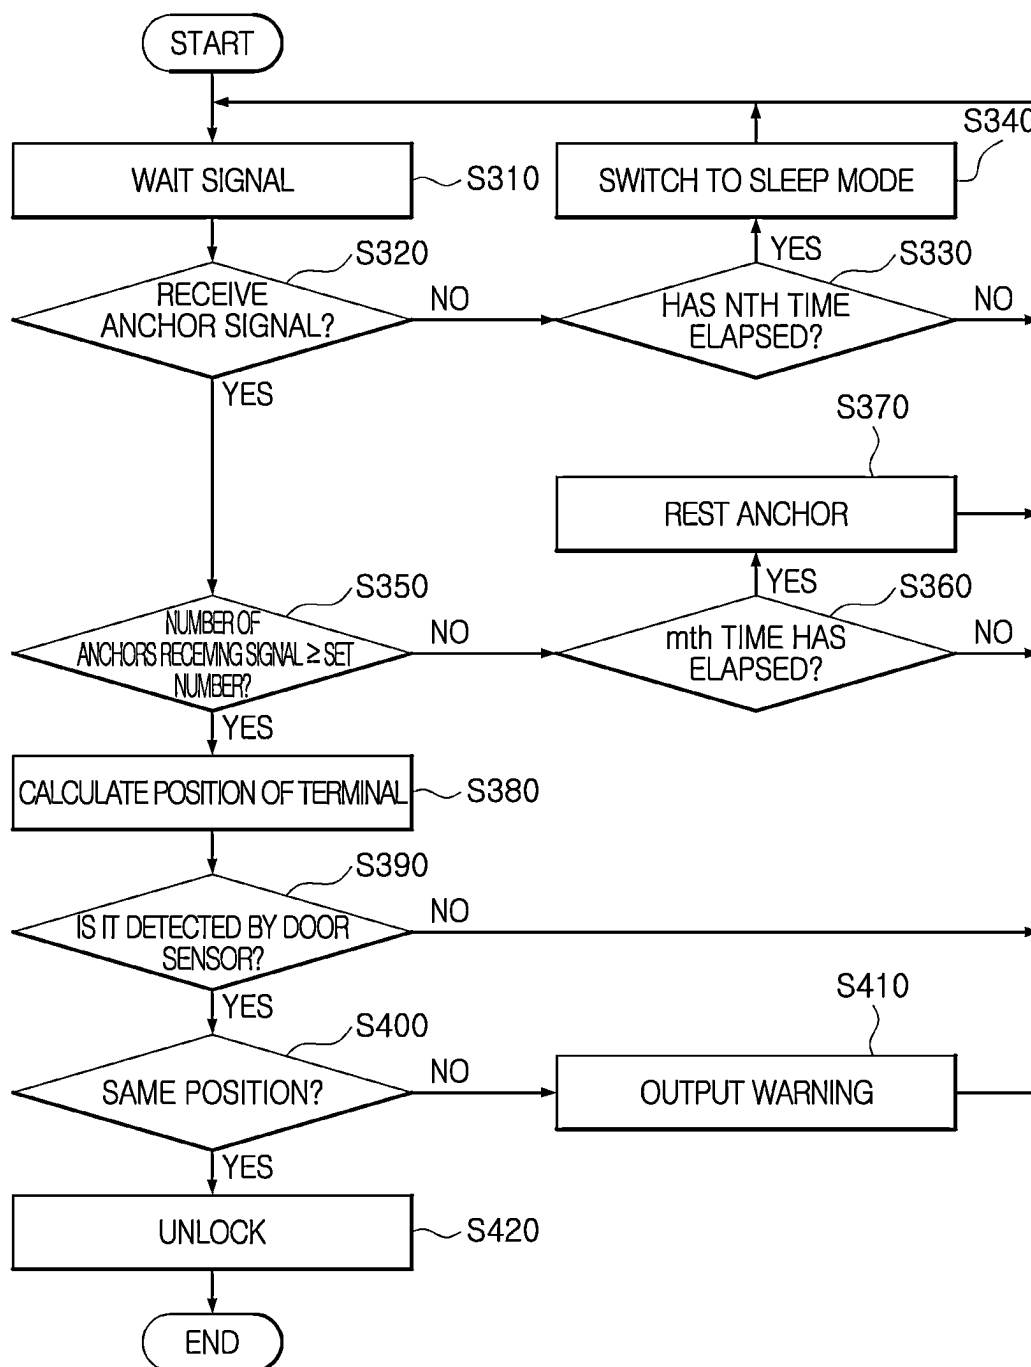 START
WAIT SIGNAL
S310
SWITCH TO SLEEP MODE
S340
S320
YES
S330
RECEIVE
ANCHOR SIGNAL?
NO
HAS NTH TIME
ELAPSED?
NO
YES
S370
REST ANCHOR
S350
YES
S360
NUMBER OF
ANCHORS RECEIVING SIGNAL ≥ SET
NUMBER?
NO
mth TIME HAS
ELAPSED?
NO
YES
CALCULATE POSITION OF TERMINAL
S380
S390
IS IT DETECTED BY DOOR
SENSOR?
NO
YES
S400
S410
SAME POSITION?
NO
OUTPUT WARNING
YES
UNLOCK
S420
END